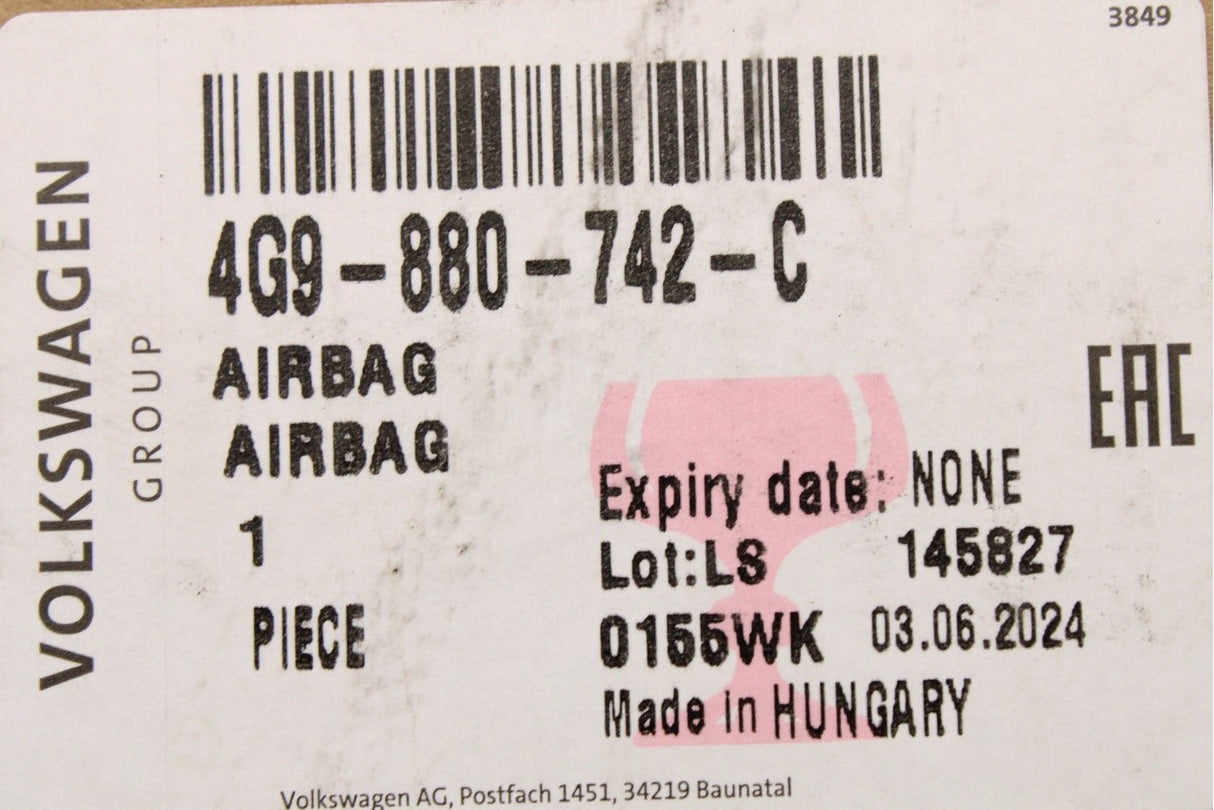 3849
VOLKSWAGEN
GROUP
4G9-880-742-C
AIRBAG
AIRBAG
1
PIECE
EAC
Expiry date: NONE
Lot:LS 145827
0155WK 03.06.2024
Made in HUNGARY
Volkswagen AG, Postfach 1451, 34219 Baunatal